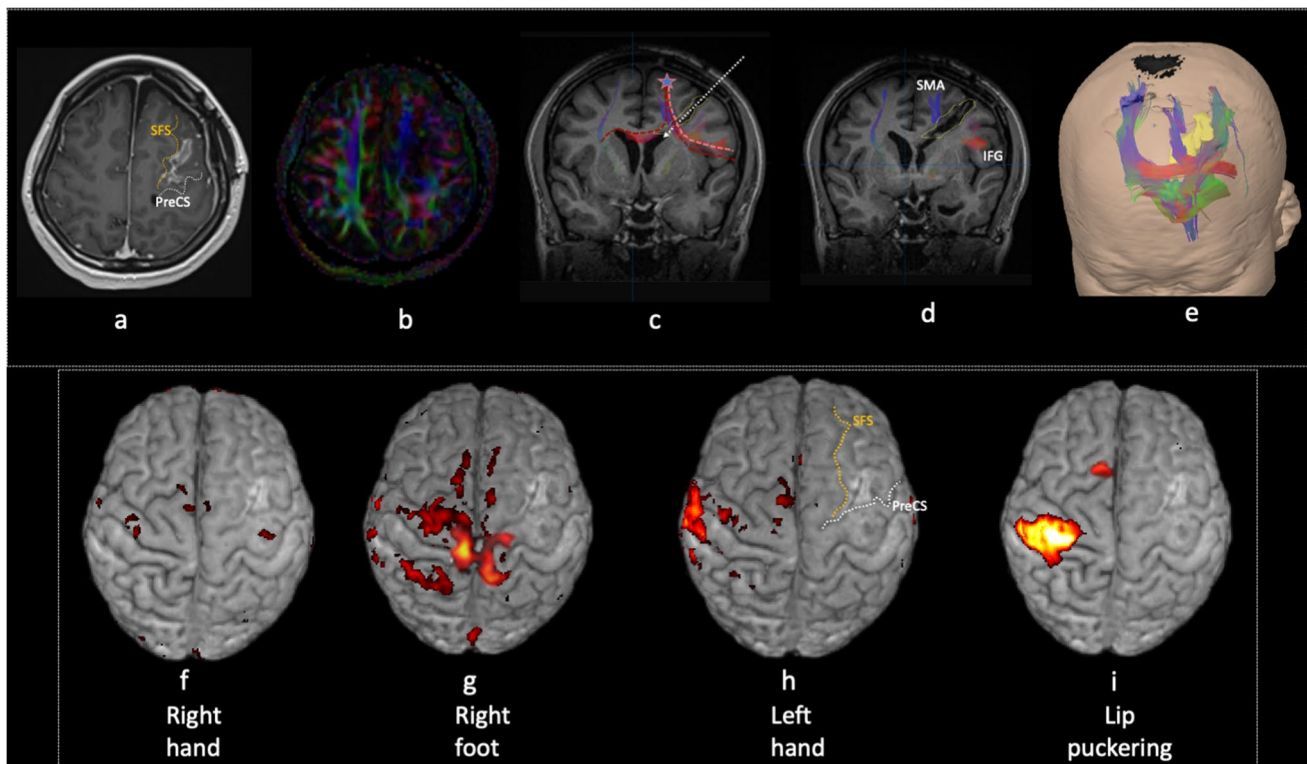 SFS
PreCS
SMA
IFG
a
b
c
d
e
SFS
PreCS
f
g
h
i
Right
hand
Right
foot
Left
hand
Lip
puckering